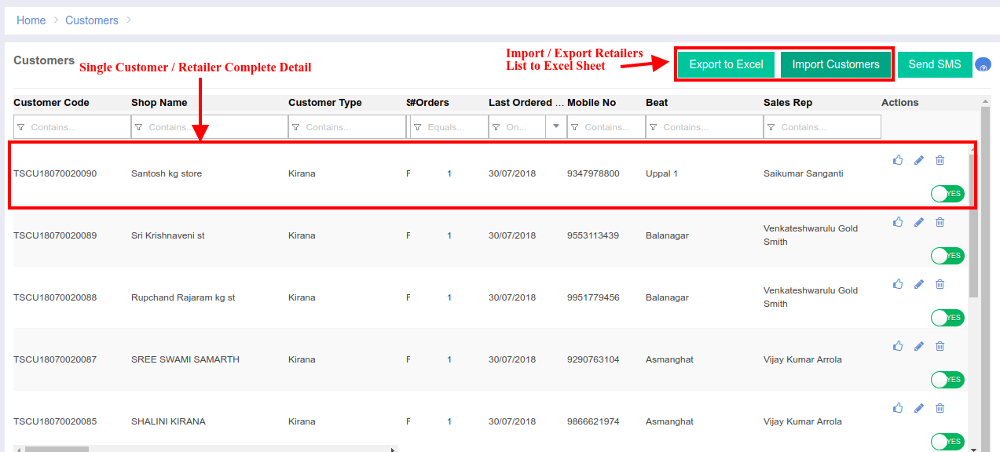 Home > Customers >
Customers
Single Customer / Retailer Complete Detail
Import / Export Retailers
List to Excel Sheet
Export to Excel
Import Customers
Send SMS
Customer Code Shop Name Customer Type #Orders Last Ordered ... Mobile No Beat Sales Rep Actions
Contains... Contains... Contains... Equals... On... Contains... Contains... Contains...
TSCU18070020090 Santosh kg store Kirana 1 30/07/2018 9347978800 Uppal 1 Saikumar Sanganti
YES
TSCU18070020089 Sri Krishnaveni st Kirana 1 30/07/2018 9553113439 Balanagar Venkateshwarulu Gold
Smith
YES
TSCU18070020088 Rupchand Rajaram kg st Kirana 1 30/07/2018 9951779456 Balanagar Venkateshwarulu Gold
Smith
YES
TSCU18070020087 SREE SWAMI SAMARTH Kirana 1 30/07/2018 9290763104 Asmanghat Vijay Kumar Arrola
YES
TSCU18070020085 SHALINI KIRANA Kirana 1 30/07/2018 9866621974 Asmanghat Vijay Kumar Arrola
YES